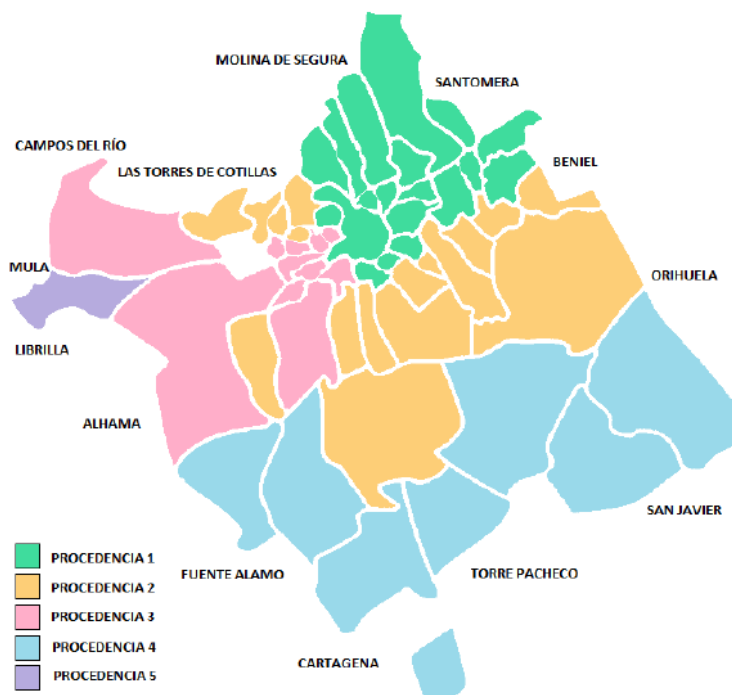 MOLINA DE SEGURA
SANTOMERA
CAMPOS DEL RÍO
LAS TORRES DE COTILLAS
BENIEL
MULA
ORIHUELA
LIBRILLA
ALHAMA
SAN JAVIER
FUENTE ALAMO
TORRE PACHECO
CARTAGENA
PROCEDENCIA 1
PROCEDENCIA 2
PROCEDENCIA 3
PROCEDENCIA 4
PROCEDENCIA 5